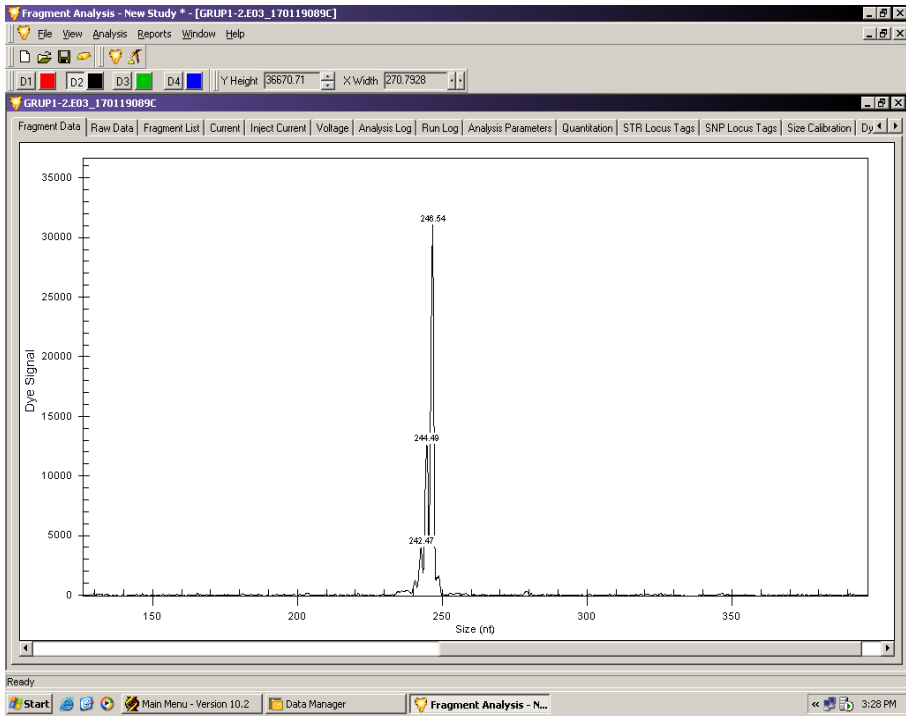 Fragment Analysis - New Study * - [GRUP1-2.E03_170119089C]
File View Analysis Reports Window Help
D1 D2 D3 D4 Y Height 36670.71 X Width 270.7928
GRUP1-2.E03_170119089C
Fragment Data Raw Data Fragment List Current Inject Current Voltage Analysis Log Run Log Analysis Parameters Quantitation STR Locus Tags SNP Locus Tags Size Calibration Dy
35000
30000
25000
20000
15000
10000
5000
0
Dye Signal
246.54
244.49
242.47
150 200 250 300 350
Size (nt)
Ready
Start Main Menu - Version 10.2 Data Manager Fragment Analysis - N... « 3:28 PM